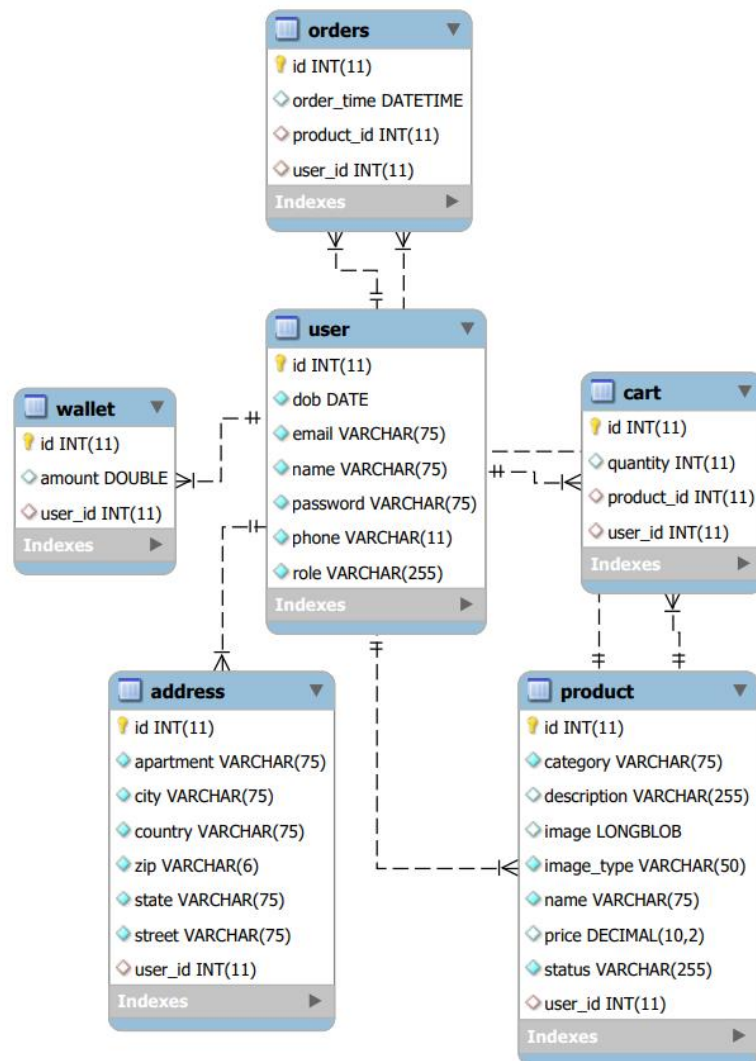 orders
id INT(11)
order_time DATETIME
product_id INT(11)
user_id INT(11)
Indexes
user
id INT(11)
dob DATE
email VARCHAR(75)
name VARCHAR(75)
password VARCHAR(75)
phone VARCHAR(11)
role VARCHAR(255)
Indexes
wallet
id INT(11)
amount DOUBLE
user_id INT(11)
Indexes
cart
id INT(11)
quantity INT(11)
product_id INT(11)
user_id INT(11)
Indexes
address
id INT(11)
apartment VARCHAR(75)
city VARCHAR(75)
country VARCHAR(75)
zip VARCHAR(6)
state VARCHAR(75)
street VARCHAR(75)
user_id INT(11)
Indexes
product
id INT(11)
category VARCHAR(75)
description VARCHAR(255)
image LONGBLOB
image_type VARCHAR(50)
name VARCHAR(75)
price DECIMAL(10,2)
status VARCHAR(255)
user_id INT(11)
Indexes